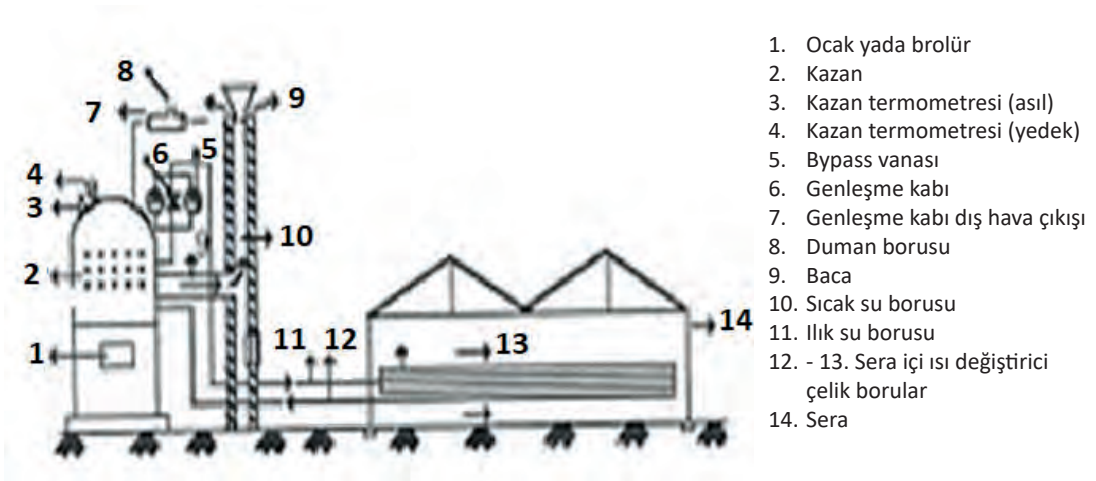 8
7
9
6
5
4
3
10
2
11
12
13
14
1
1. Ocak yada brolür
2. Kazan
3. Kazan termometresi (asıl)
4. Kazan termometresi (yedek)
5. Bypass vanası
6. Genleşme kabı
7. Genleşme kabı dış hava çıkışı
8. Duman borusu
9. Baca
10. Sıcak su borusu
11. Ilık su borusu
12. - 13. Sera içi ısı değiştirici
çelik borular
14. Sera